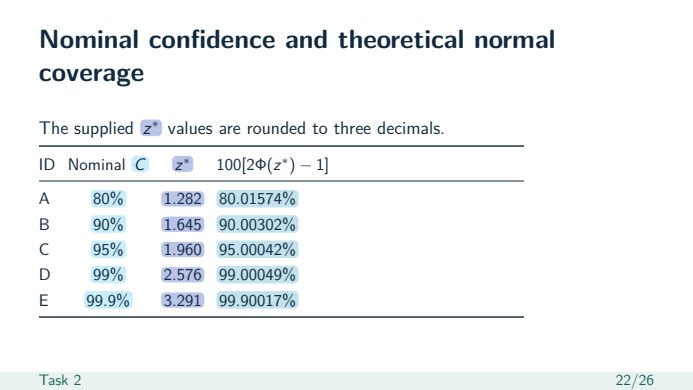 Nominal confidence and theoretical normal
coverage
The supplied z* values are rounded to three decimals.
ID Nominal C z* 100[2Φ(z*) − 1]
A 80% 1.282 80.01574%
B 90% 1.645 90.00302%
C 95% 1.960 95.00042%
D 99% 2.576 99.00049%
E 99.9% 3.291 99.90017%
Task 2 22/26